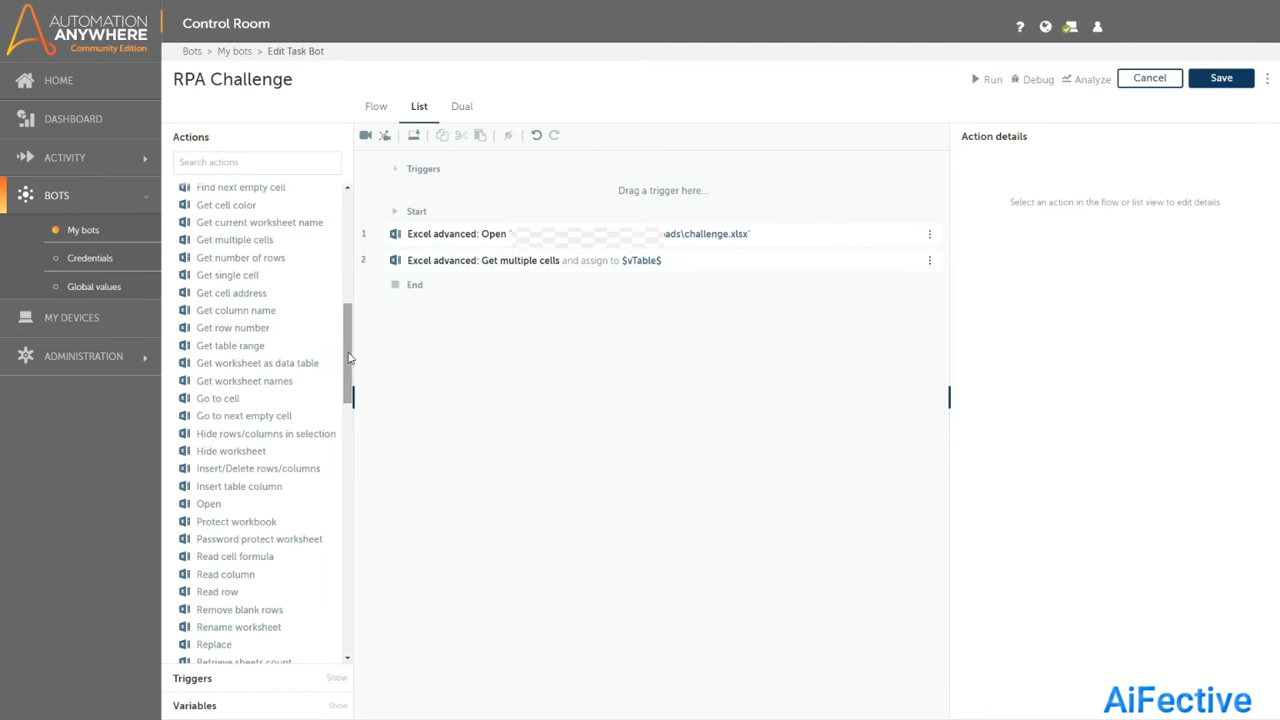 AUTOMATION
ANYWHERE
Community Edition
Control Room
?
Bots > My bots > Edit Task Bot
HOME
RPA Challenge
Run
Debug
Analyze
Cancel
Save
Flow
List
Dual
DASHBOARD
Actions
Action details
ACTIVITY
Search actions
Triggers
Drag a trigger here...
Select an action in the flow or list view to edit details
BOTS
My bots
Credentials
Global values
MY DEVICES
ADMINISTRATION
Find next empty cell
Get cell color
Get current worksheet name
Get multiple cells
Get number of rows
Get single cell
Get cell address
Get column name
Get row number
Get table range
Get worksheet as data table
Get worksheet names
Go to cell
Go to next empty cell
Hide rows/columns in selection
Hide worksheet
Insert/Delete rows/columns
Insert table column
Open
Protect workbook
Password protect worksheet
Read cell formula
Read column
Read row
Remove blank rows
Rename worksheet
Replace
Retrieve sheets count
Start
1 Excel advanced: Open " ads\challenge.xlsx"
2 Excel advanced: Get multiple cells and assign to $vTable$
End
Triggers Show
Variables Show
AiFective